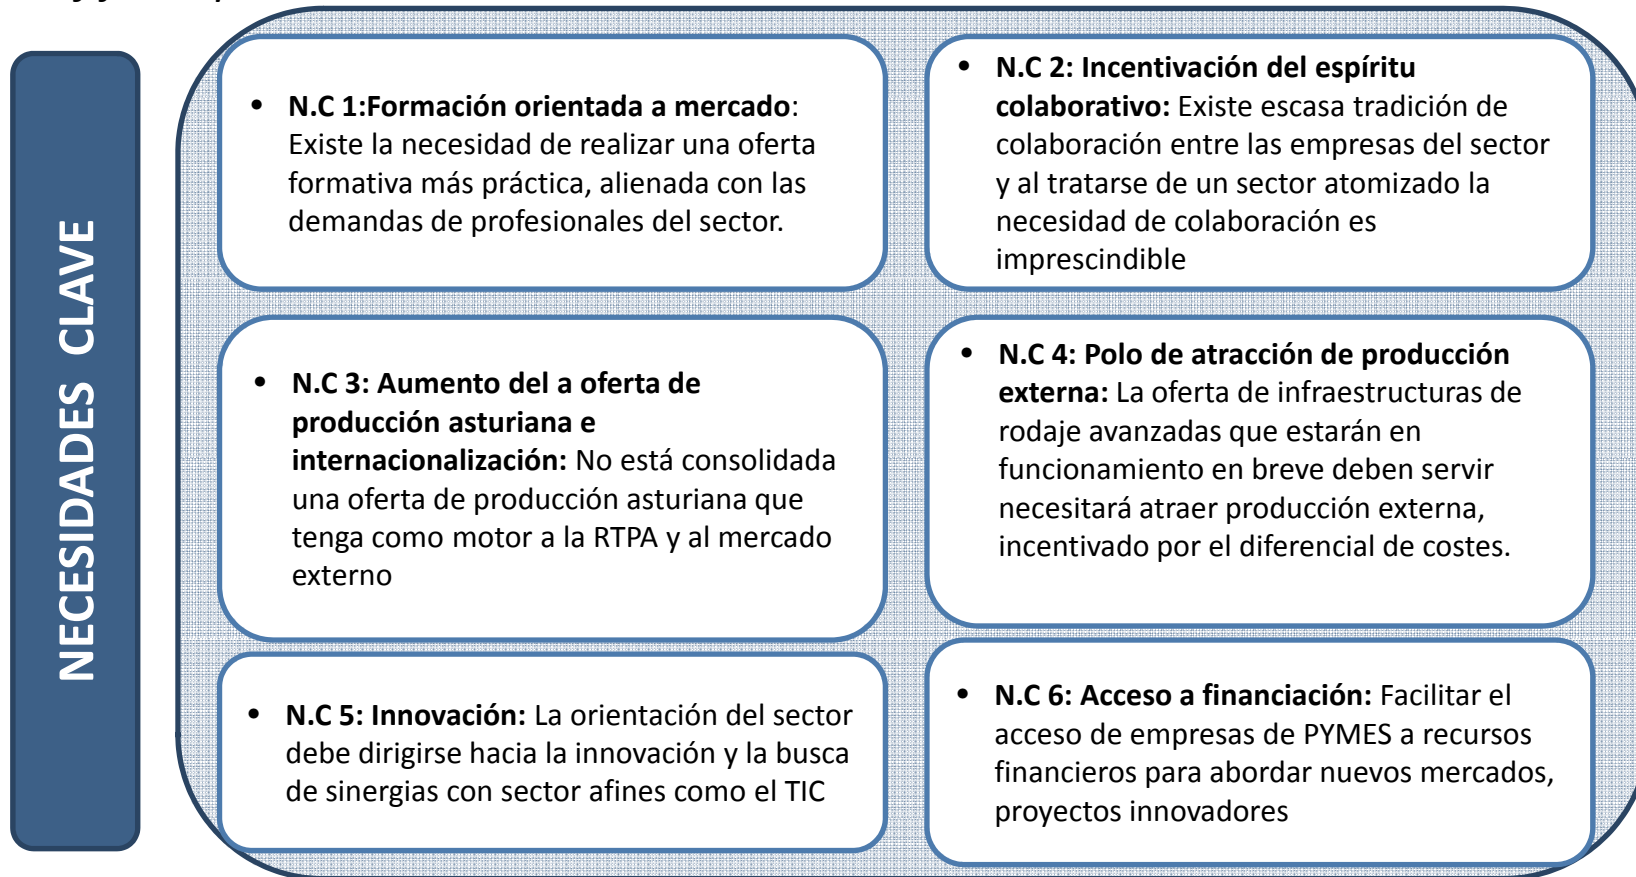 NECESIDADES CLAVE
• N.C 1:Formación orientada a mercado:
Existe la necesidad de realizar una oferta
formativa más práctica, alienada con las
demandas de profesionales del sector.
• N.C 2: Incentivación del espíritu
colaborativo: Existe escasa tradición de
colaboración entre las empresas del sector
y al tratarse de un sector atomizado la
necesidad de colaboración es
imprescindible
• N.C 3: Aumento del a oferta de
producción asturiana e
internacionalización: No está consolidada
una oferta de producción asturiana que
tenga como motor a la RTPA y al mercado
externo
• N.C 4: Polo de atracción de producción
externa: La oferta de infraestructuras de
rodaje avanzadas que estarán en
funcionamiento en breve deben servir
necesitará atraer producción externa,
incentivado por el diferencial de costes.
• N.C 5: Innovación: La orientación del sector
debe dirigirse hacia la innovación y la busca
de sinergias con sector afines como el TIC
• N.C 6: Acceso a financiación: Facilitar el
acceso de empresas de PYMES a recursos
financieros para abordar nuevos mercados,
proyectos innovadores